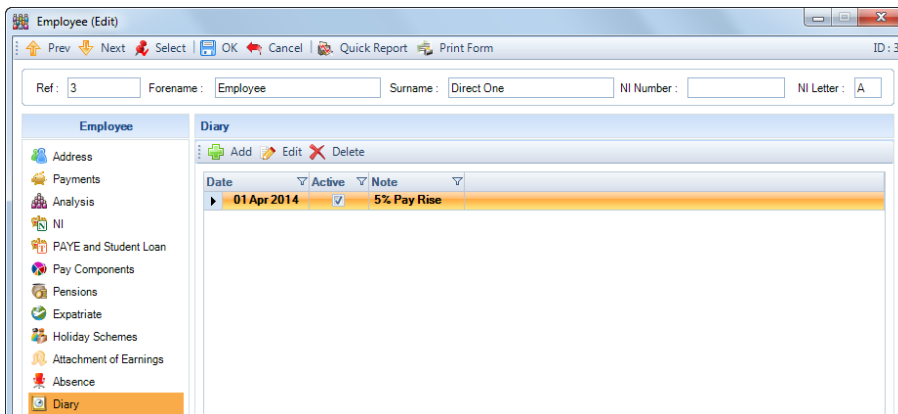 Employee (Edit)
Prev Next Select OK Cancel Quick Report Print Form ID : 3
Ref : 3 Forename : Employee Surname : Direct One NI Number : NI Letter : A
Employee Diary
Address
Add Edit Delete
Payments
Date Active Note
Analysis
01 Apr 2014 5% Pay Rise
NI
PAYE and Student Loan
Pay Components
Pensions
Expatriate
Holiday Schemes
Attachment of Earnings
Absence
Diary